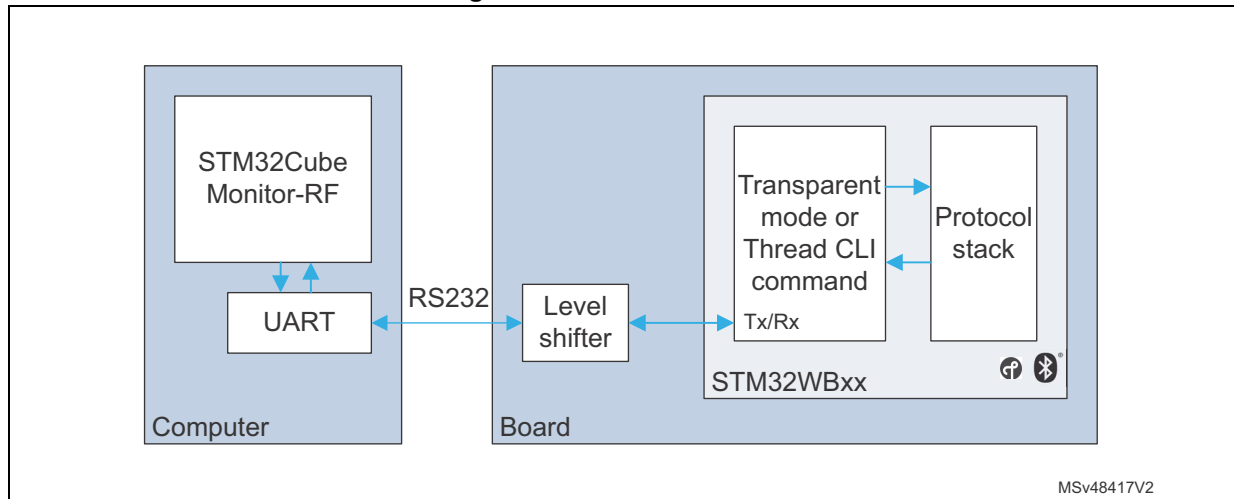 STM32Cube
Monitor-RF
UART
Computer
RS232
Level
shifter
Transparent
mode or
Thread CLI
command
Tx/Rx
Protocol
stack
STM32WBxx
Board
MSv48417V2